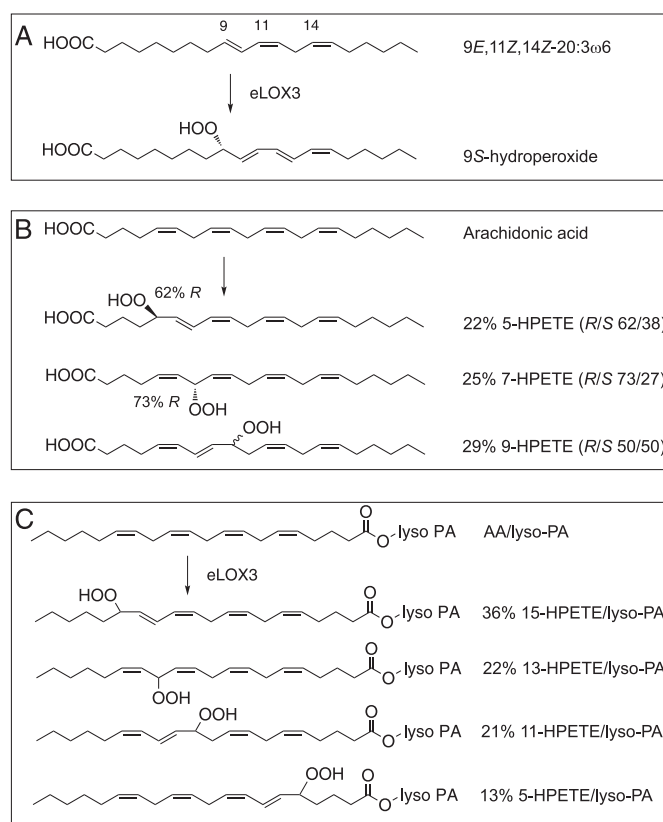 A
9 11 14
HOOC
9E,11Z,14Z-20:3ω6
eLOX3
HOO
HOOC
9S-hydroperoxide
B
HOOC
Arachidonic acid
HOO 62% R
HOOC
22% 5-HPETE (R/S 62/38)
HOOC
25% 7-HPETE (R/S 73/27)
73% R OOH
OOH
HOOC
29% 9-HPETE (R/S 50/50)
C
O
O lyso PA
AA/lyso-PA
eLOX3
HOO
O
O lyso PA
36% 15-HPETE/lyso-PA
O
O lyso PA
22% 13-HPETE/lyso-PA
OOH
OOH
O
O lyso PA
21% 11-HPETE/lyso-PA
OOH
O
O lyso PA
13% 5-HPETE/lyso-PA